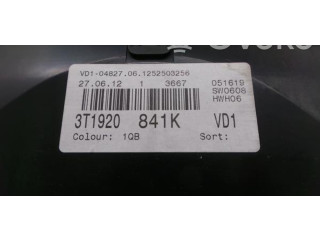 VD1-04827.06.1252503256
27.06.12 1 3667 051619
SW0608
HWH06
3T1920 841K VD1
Colour: 1QB Sort: